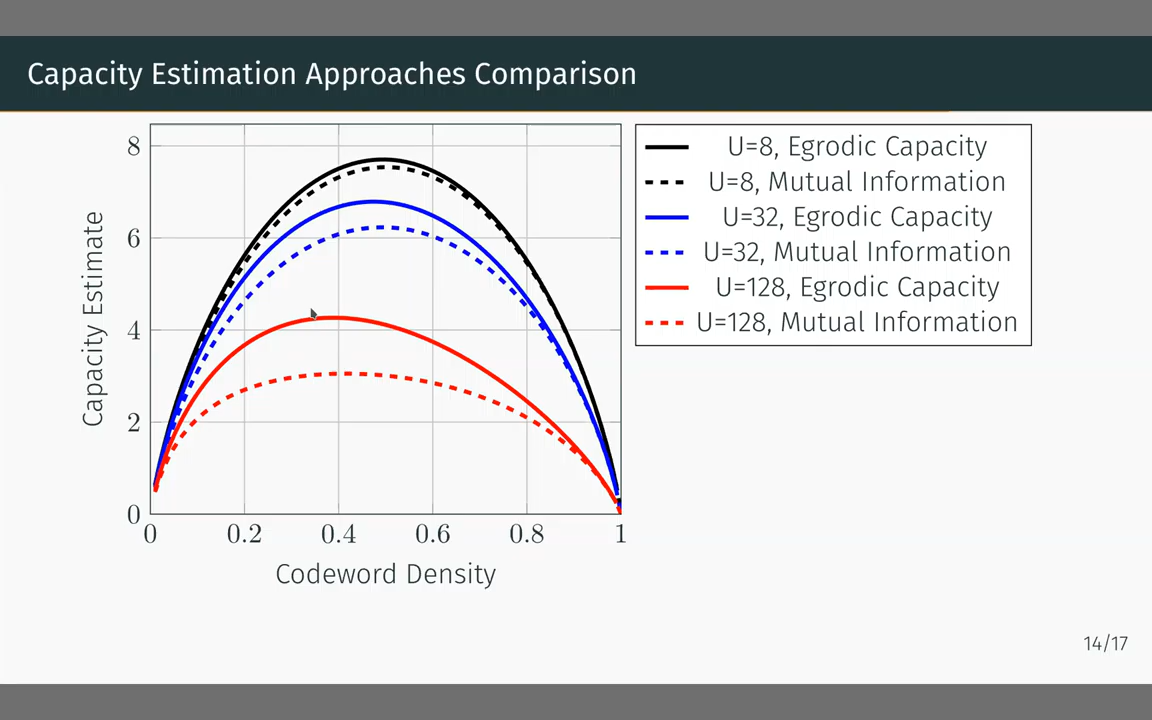 Capacity Estimation Approaches Comparison
8
6
4
2
0
0 0.2 0.4 0.6 0.8 1
Capacity Estimate
Codeword Density
U=8, Egrodic Capacity
U=8, Mutual Information
U=32, Egrodic Capacity
U=32, Mutual Information
U=128, Egrodic Capacity
U=128, Mutual Information
14/17